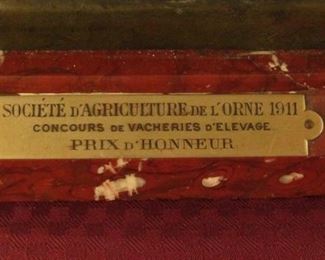 SOCIÉTÉ D'AGRICULTURE DE L'ORNE 1911
CONCOURS DE VACHERIES D'ELEVAGE
PRIX D'HONNEUR